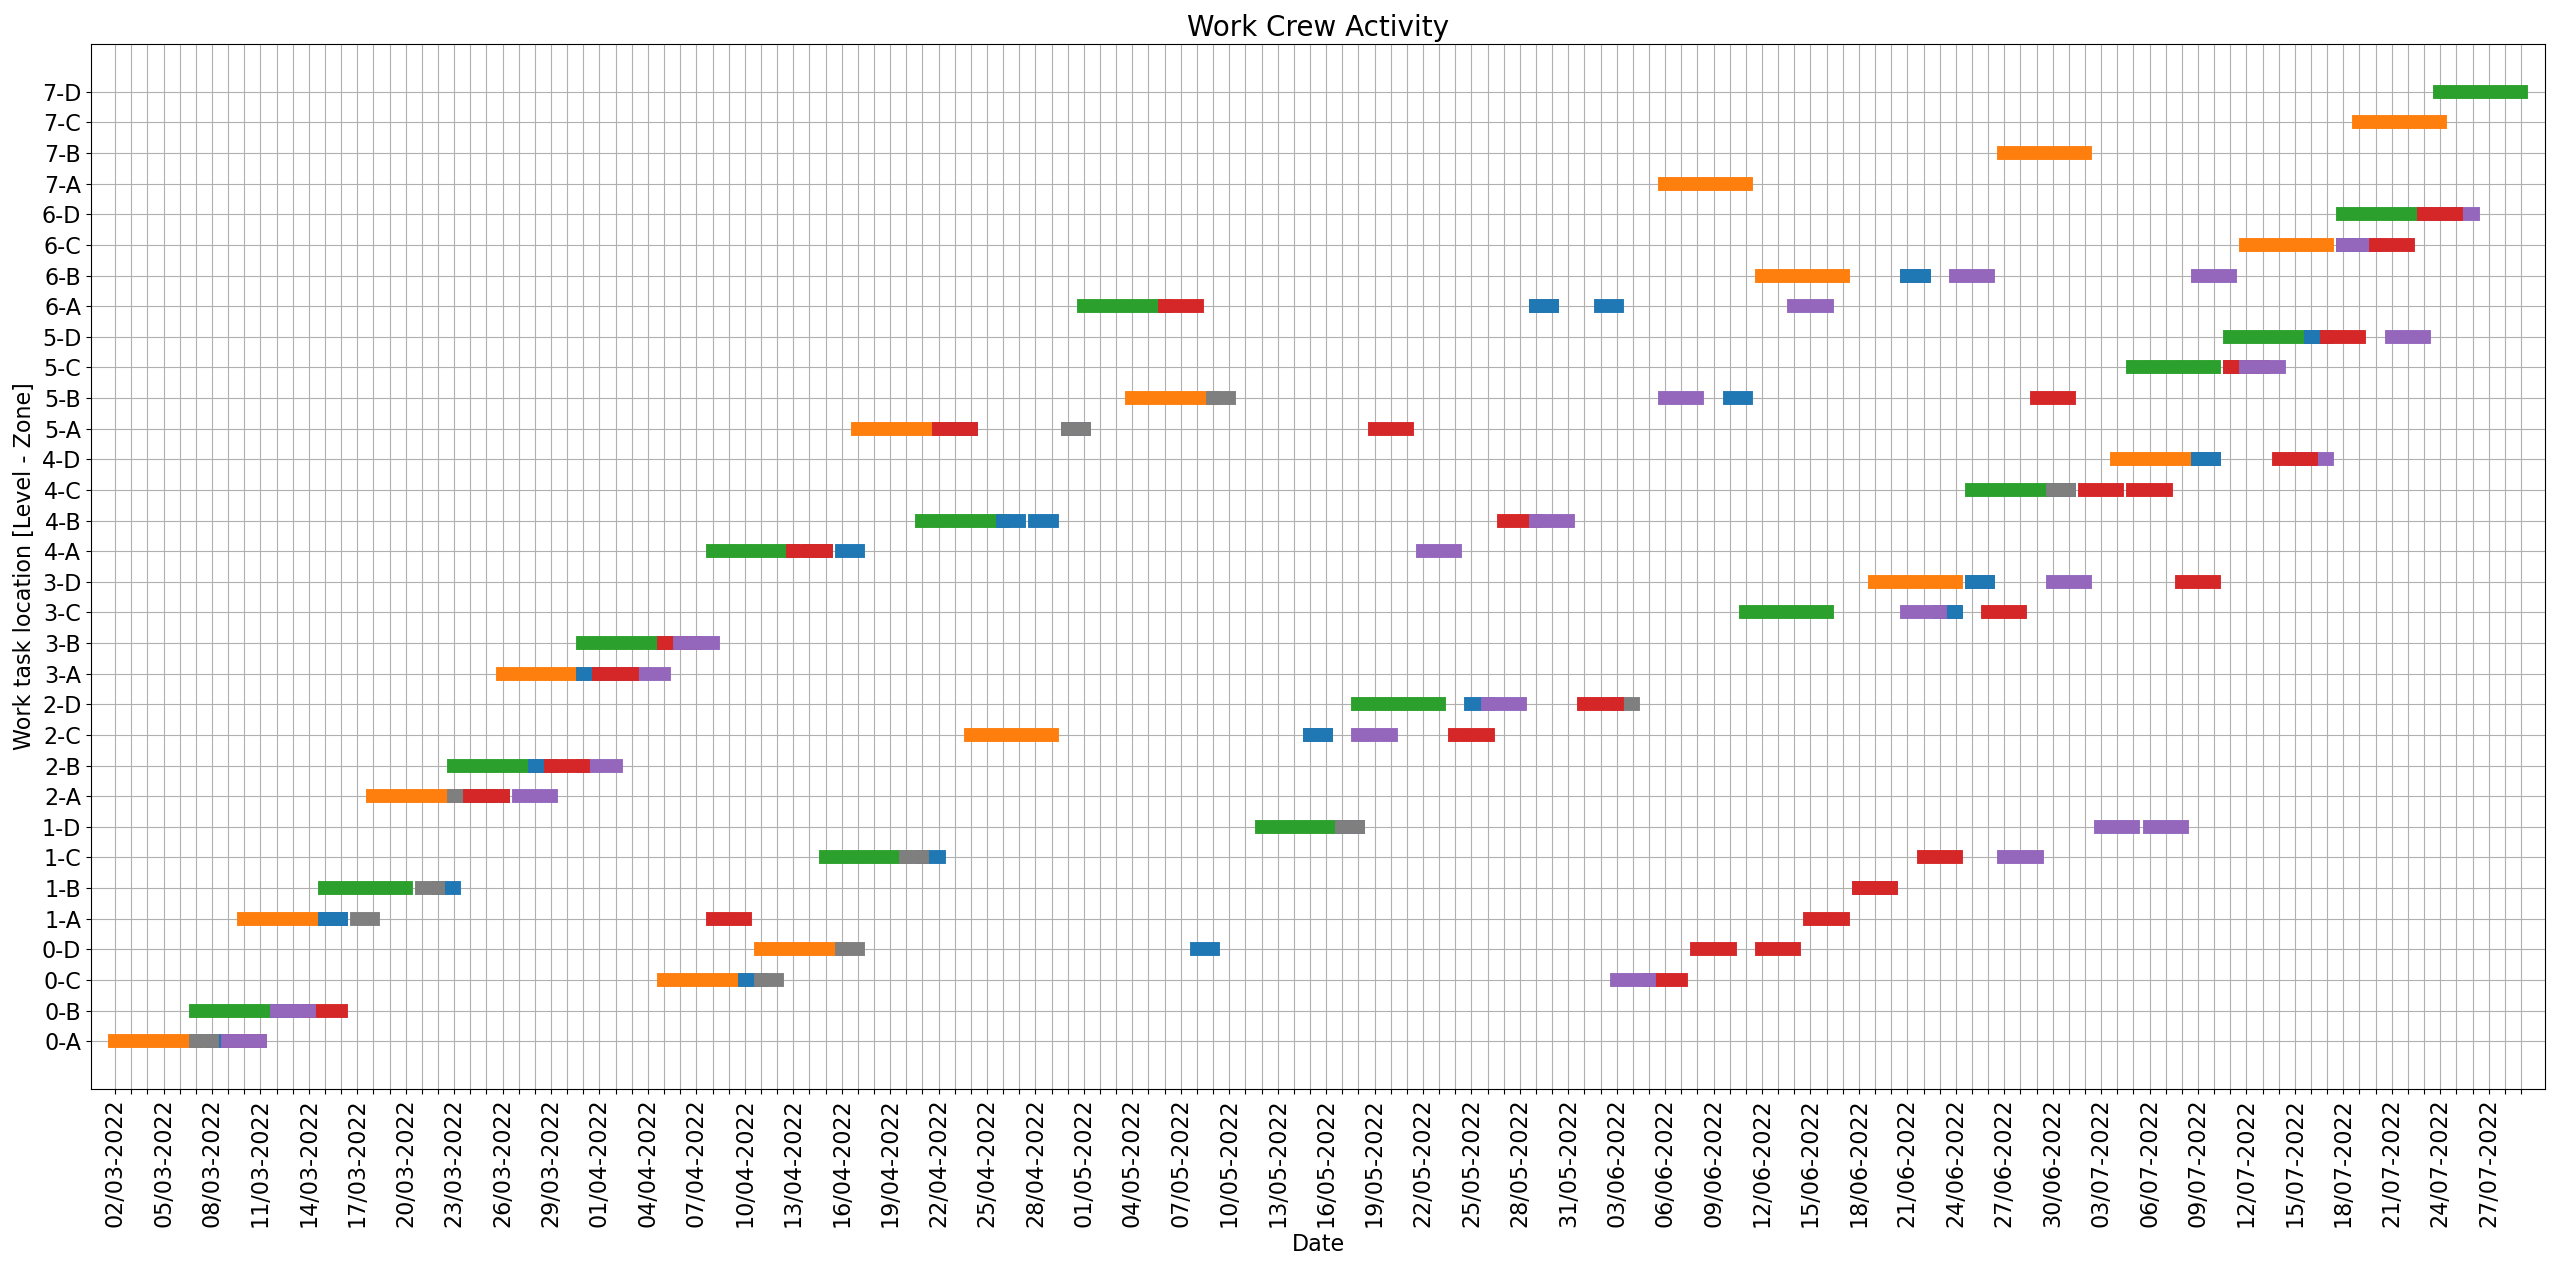 Work Crew Activity
Work task location [Level - Zone]
7-D
7-C
7-B
7-A
6-D
6-C
6-B
6-A
5-D
5-C
5-B
5-A
4-D
4-C
4-B
4-A
3-D
3-C
3-B
3-A
2-D
2-C
2-B
2-A
1-D
1-C
1-B
1-A
0-D
0-C
0-B
0-A
02/03-2022
05/03-2022
08/03-2022
11/03-2022
14/03-2022
17/03-2022
20/03-2022
23/03-2022
26/03-2022
29/03-2022
01/04-2022
04/04-2022
07/04-2022
10/04-2022
13/04-2022
16/04-2022
19/04-2022
22/04-2022
25/04-2022
28/04-2022
01/05-2022
04/05-2022
07/05-2022
10/05-2022
13/05-2022
16/05-2022
19/05-2022
22/05-2022
25/05-2022
28/05-2022
31/05-2022
03/06-2022
06/06-2022
09/06-2022
12/06-2022
15/06-2022
18/06-2022
21/06-2022
24/06-2022
27/06-2022
30/06-2022
03/07-2022
06/07-2022
09/07-2022
12/07-2022
15/07-2022
18/07-2022
21/07-2022
24/07-2022
27/07-2022
Date